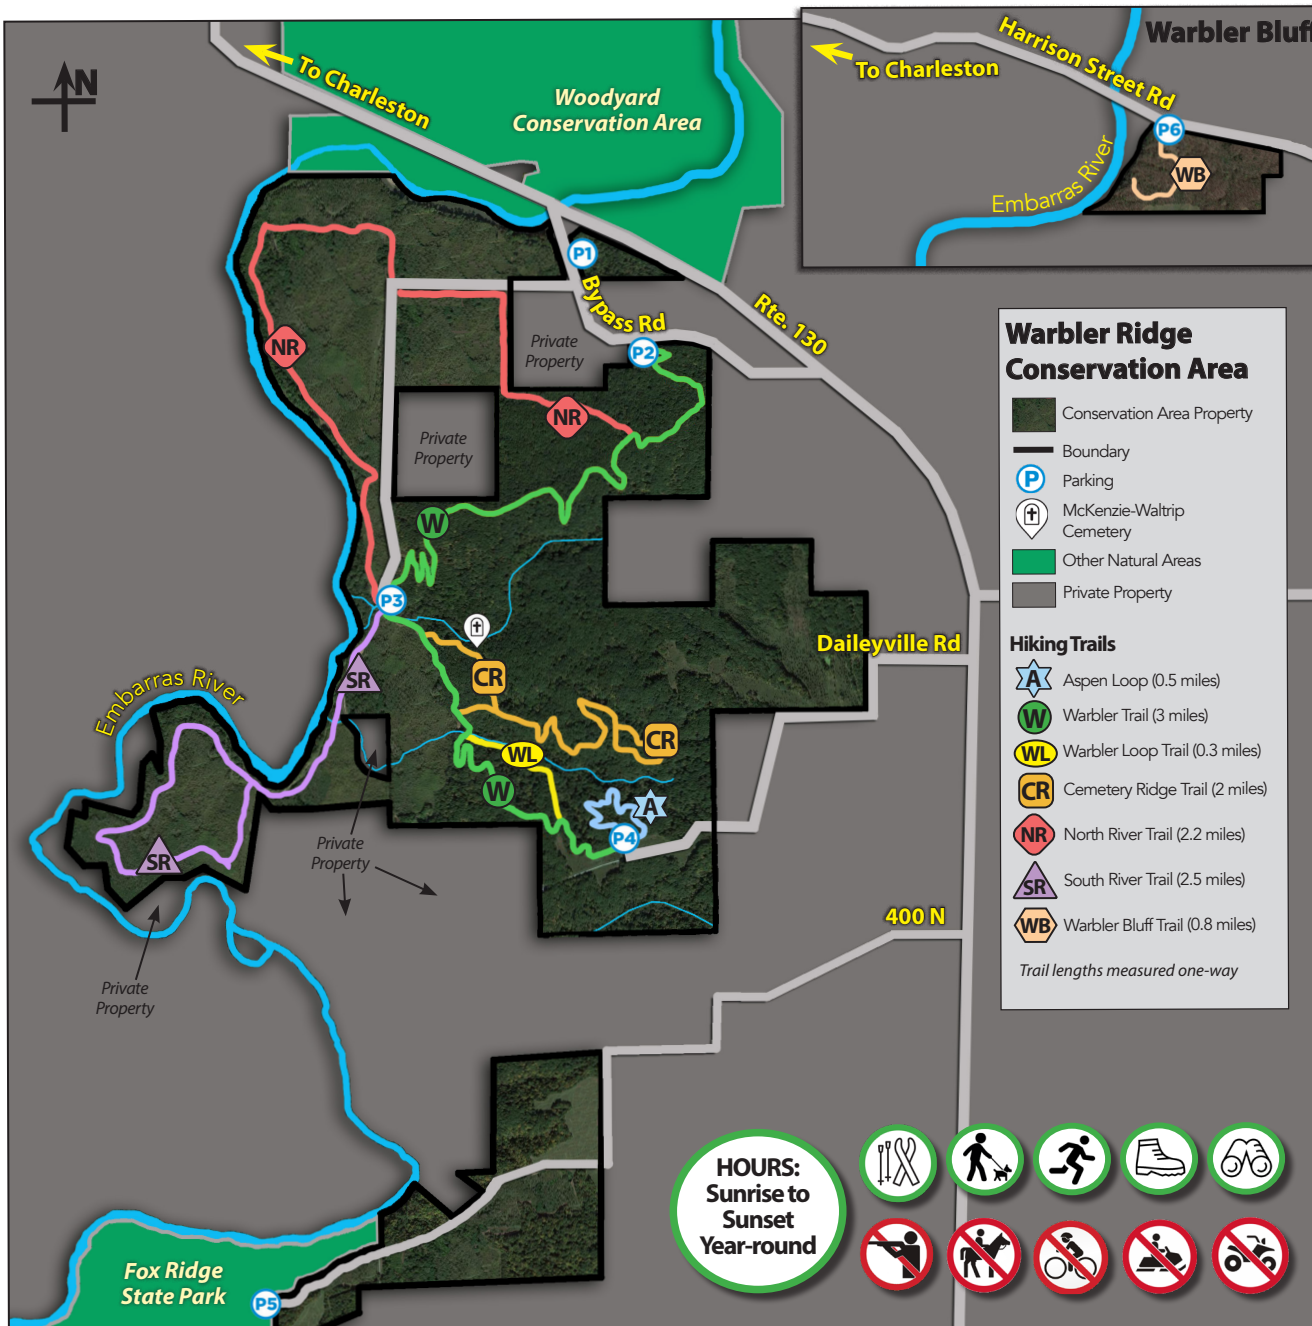 N
To Charleston
Woodyard
Conservation Area
To Charleston
Harrison Street Rd
Warbler Bluff
P6
WB
Embarras River
P1
Bypass Rd
Rte. 130
P2
Private
Property
NR
NR
Private
Property
W
P3
CR
SR
Embarras River
Daileyville Rd
CR
WL
W
A
P4
SR
Private
Property
Private
Property
400 N
Fox Ridge
State Park
P5
Warbler Ridge
Conservation Area
Conservation Area Property
Boundary
P Parking
McKenzie-Waltrip
Cemetery
Other Natural Areas
Private Property
Hiking Trails
A Aspen Loop (0.5 miles)
W Warbler Trail (3 miles)
WL Warbler Loop Trail (0.3 miles)
CR Cemetery Ridge Trail (2 miles)
NR North River Trail (2.2 miles)
SR South River Trail (2.5 miles)
WB Warbler Bluff Trail (0.8 miles)
Trail lengths measured one-way
HOURS:
Sunrise to
Sunset
Year-round